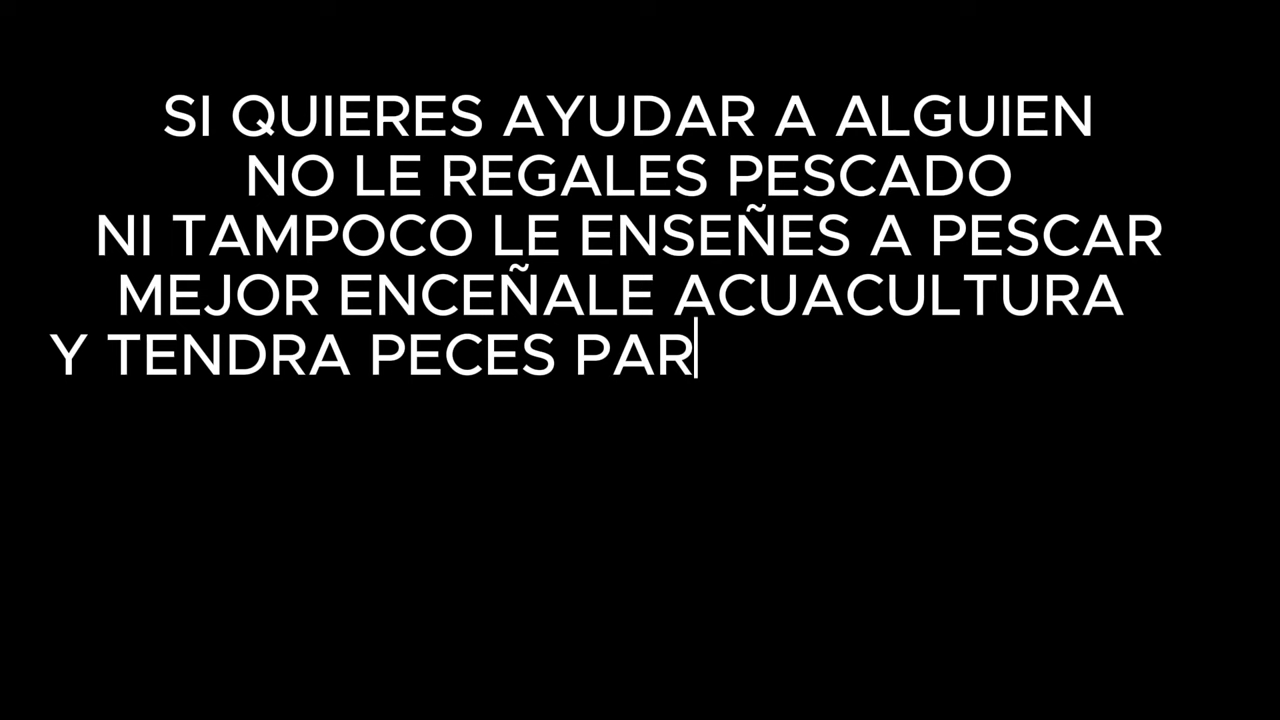 SI QUIERES AYUDAR A ALGUIEN
NO LE REGALES PESCADO
NI TAMPOCO LE ENSEÑES A PESCAR
MEJOR ENCEÑALE ACUACULTURA
Y TENDRA PECES PAR